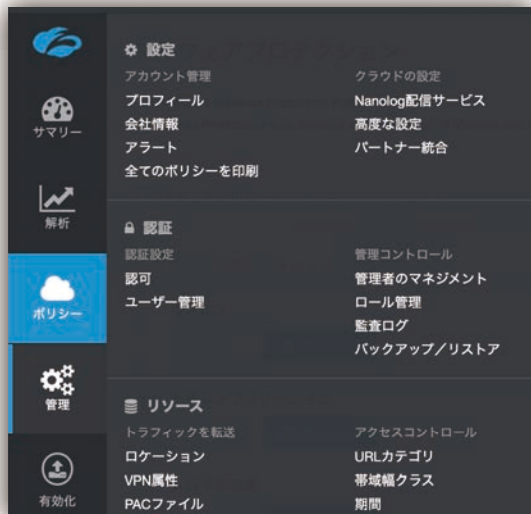 サマリー
解析
ポリシー
管理
有効化
設定
アカウント管理
プロフィール
会社情報
アラート
全てのポリシーを印刷
クラウドの設定
Nanolog配信サービス
高度な設定
パートナー統合
認証
認証設定
認可
ユーザー管理
管理コントロール
管理者のマネジメント
ロール管理
監査ログ
バックアップ／リストア
リソース
トラフィックを転送
ロケーション
VPN属性
PACファイル
アクセスコントロール
URLカテゴリ
帯域幅クラス
期間